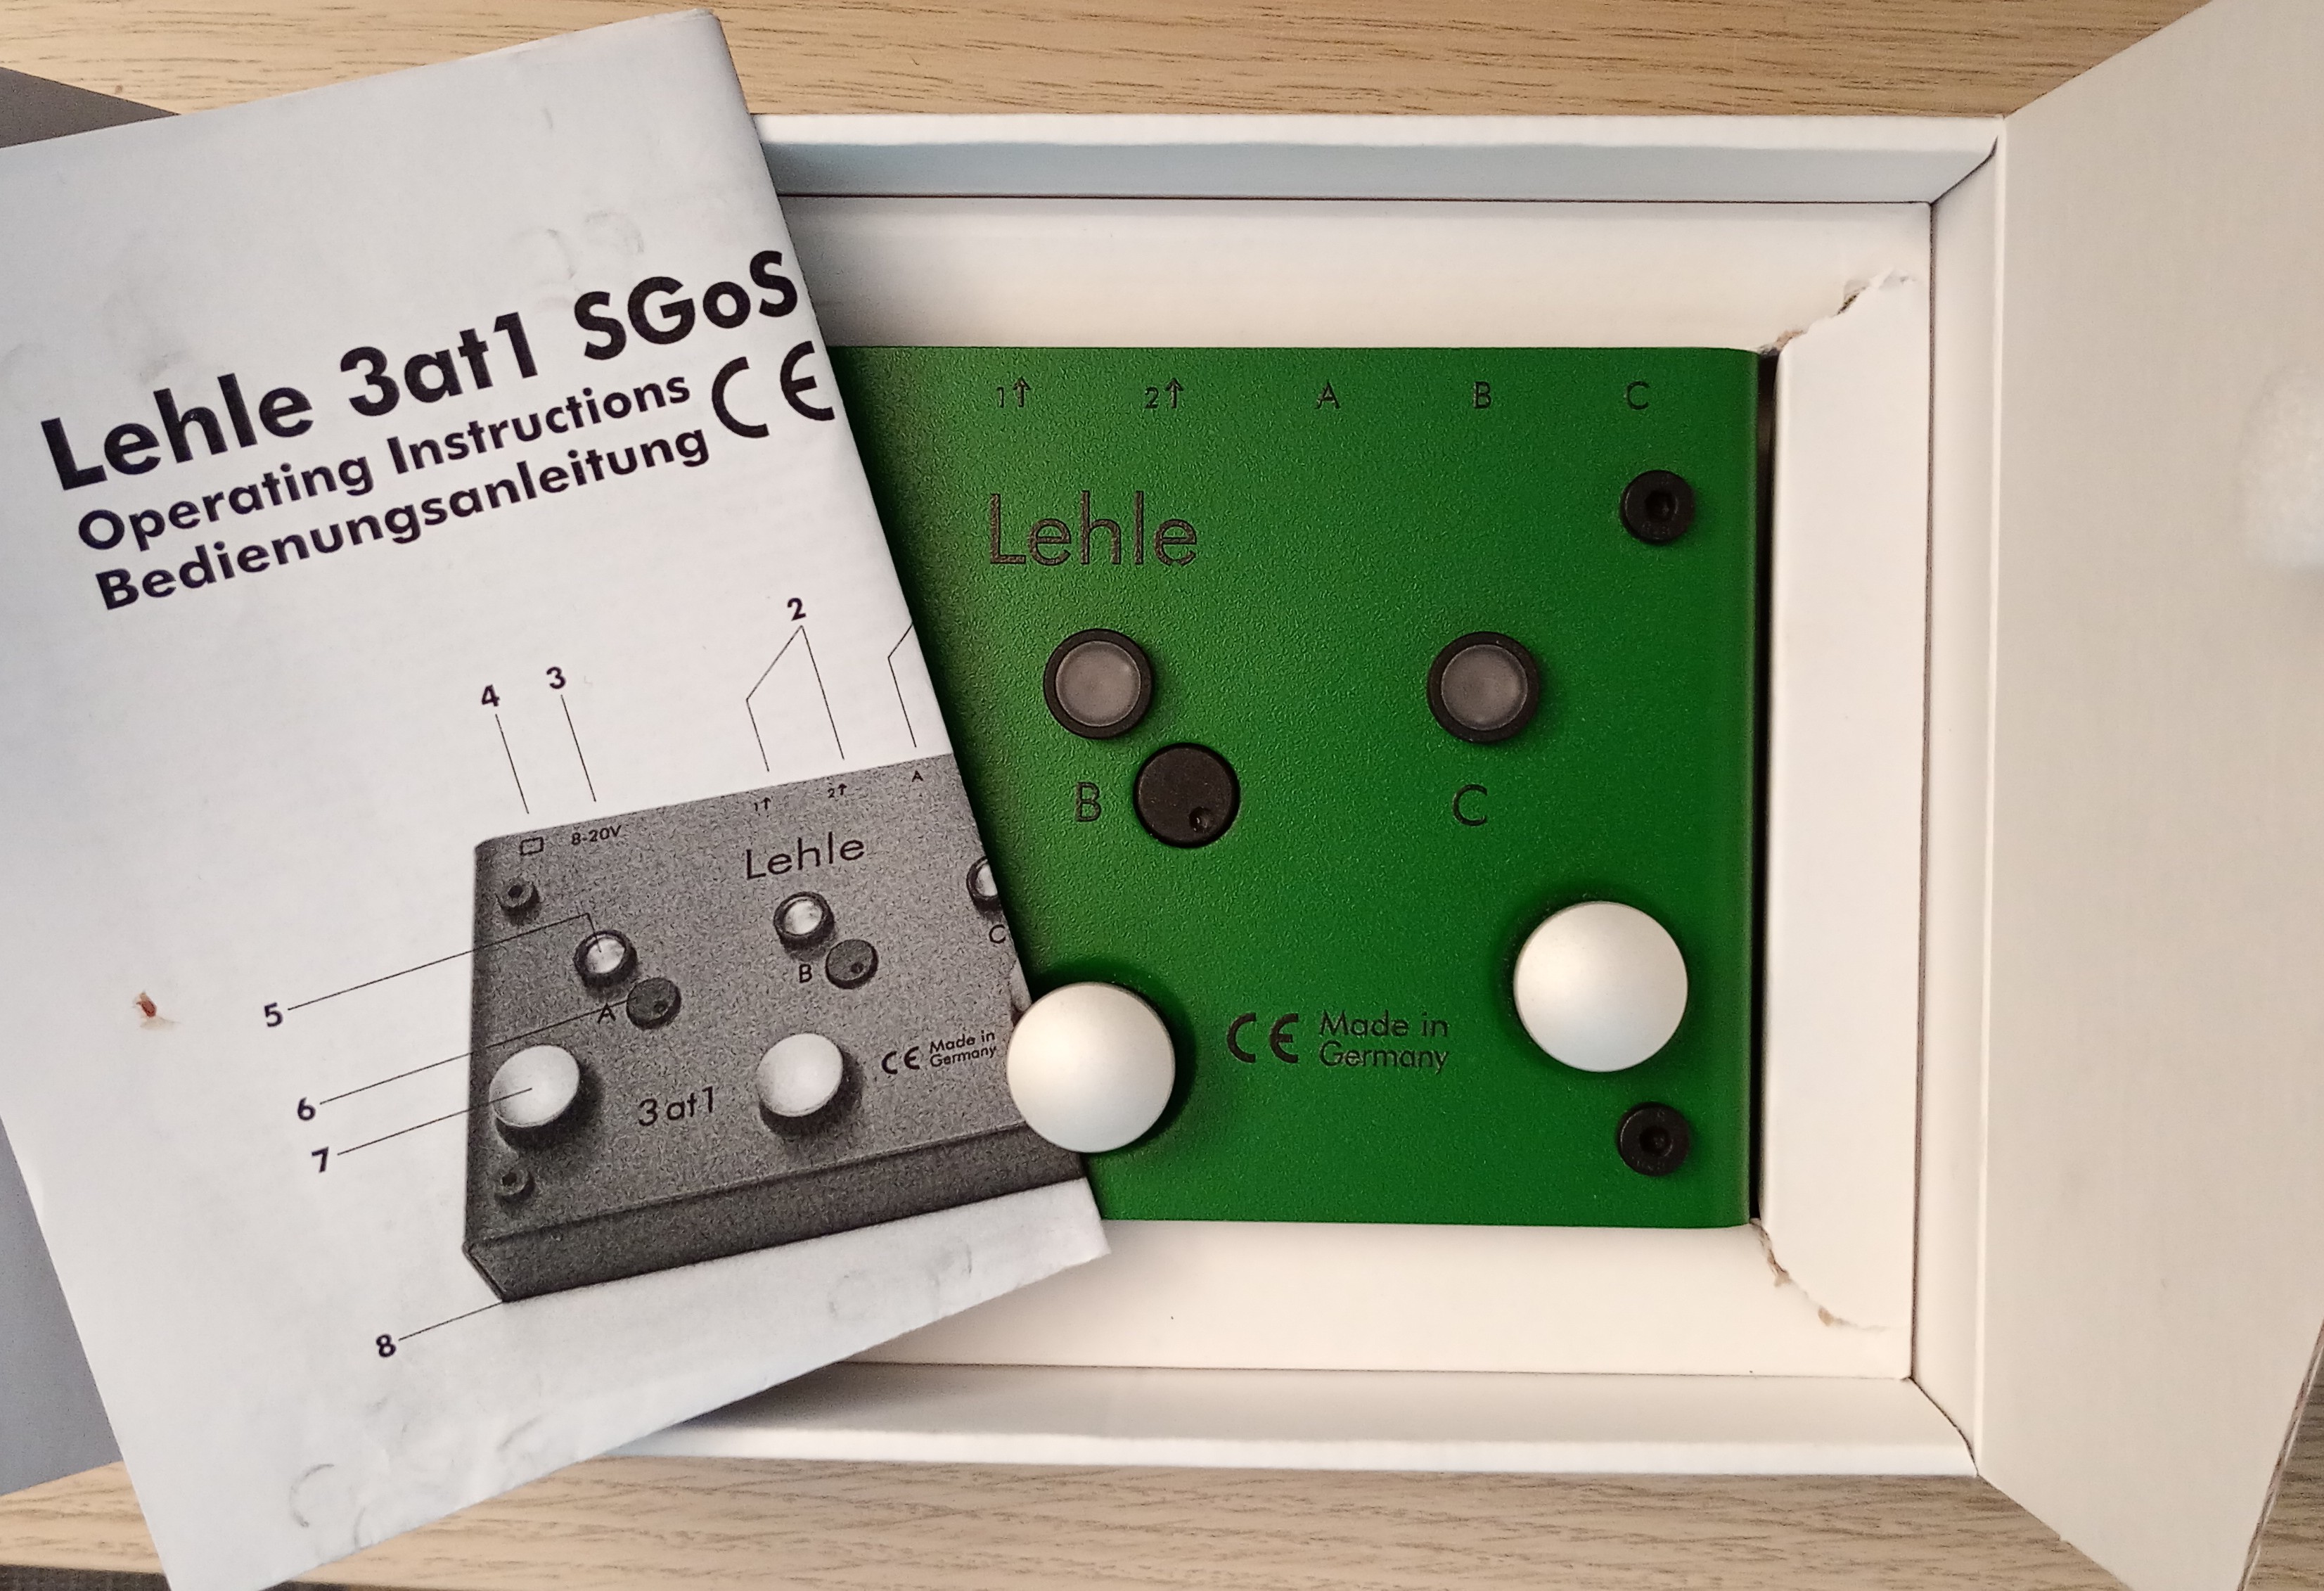 Lehle 3at1 SGoS
Operating Instructions
Bedienungsanleitung CE
2
4 3
8-20V 1↑ 2↑ A
Lehle
5
A
B
C
6
7
3at1
CE Made in
Germany
8
1↑ 2↑ A B C
Lehle
B C
CE Made in
Germany